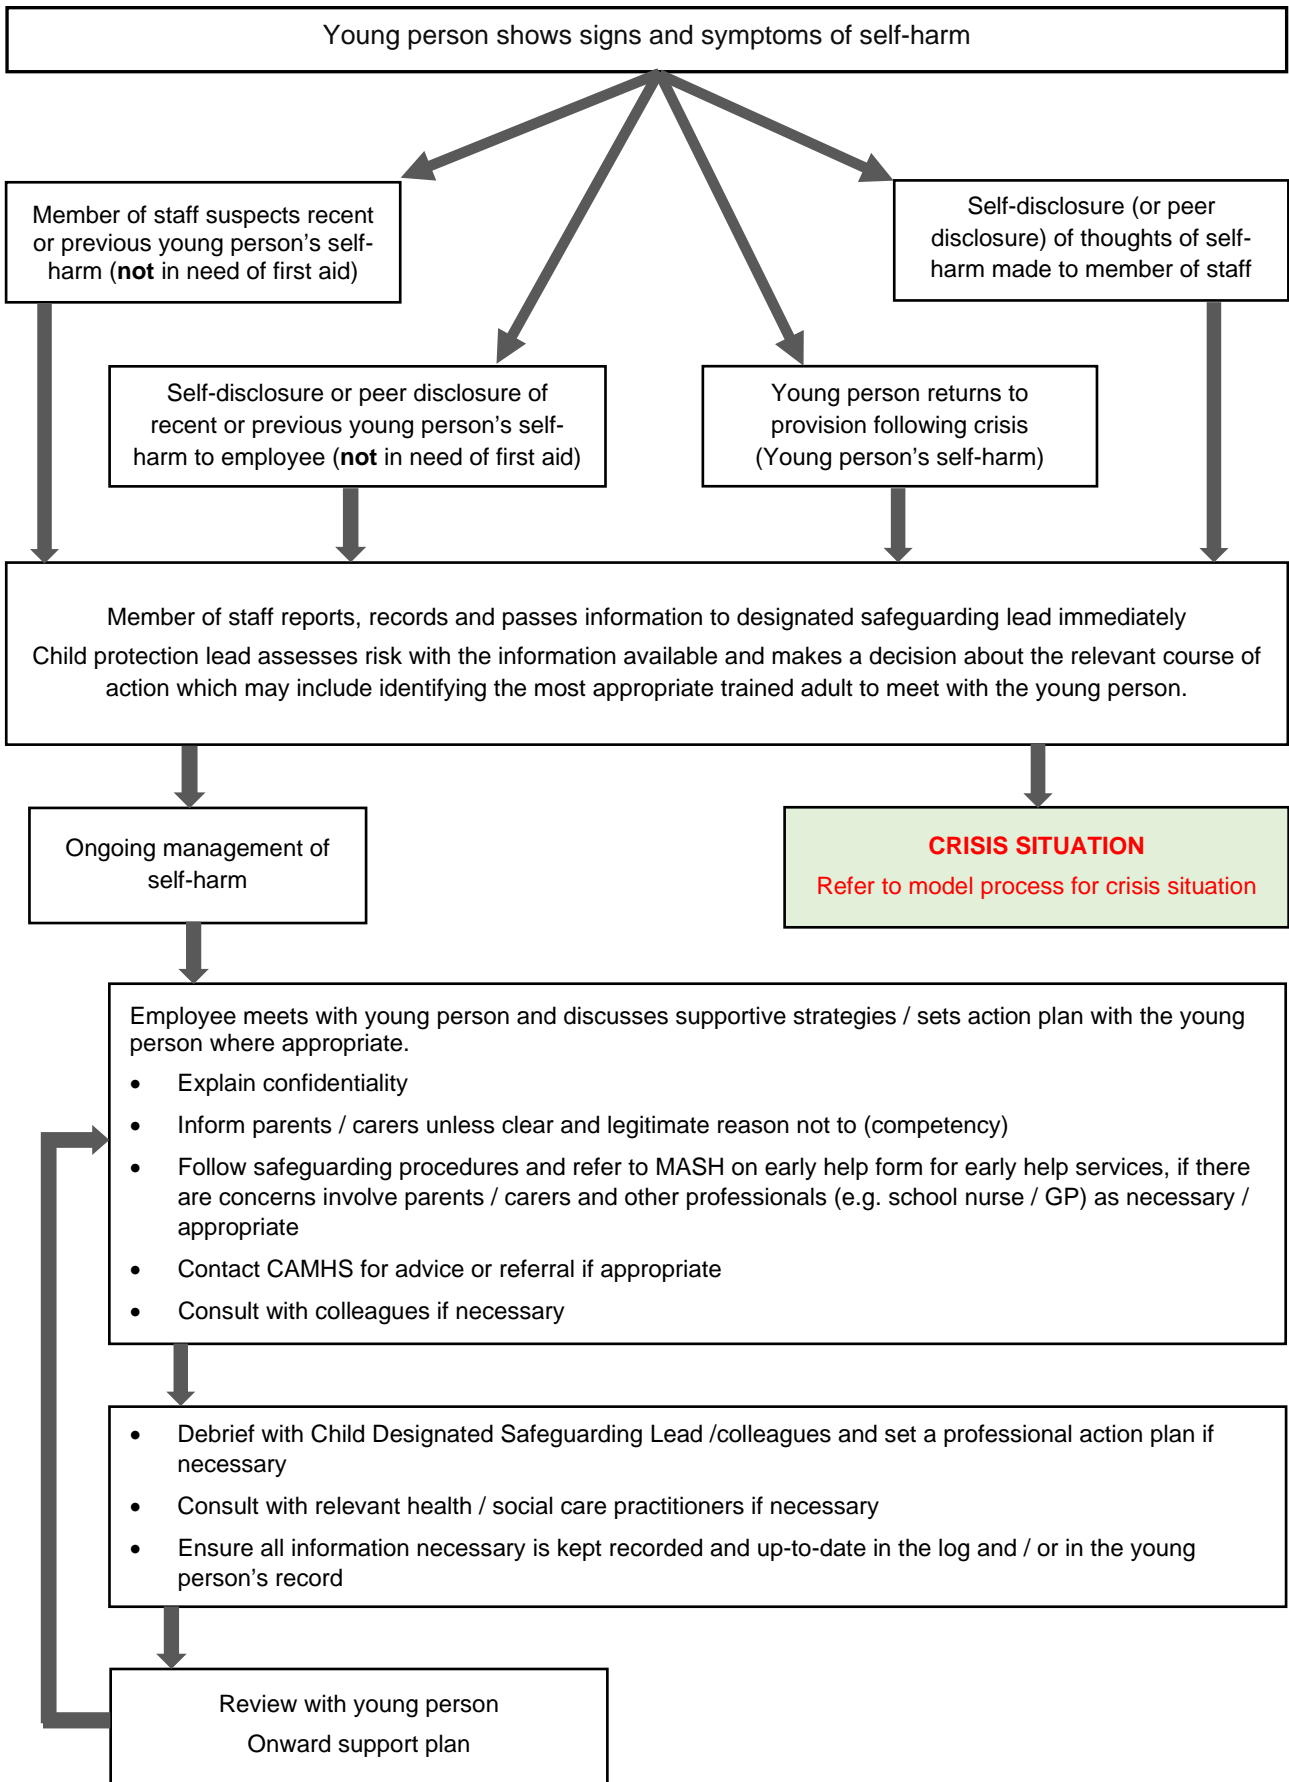 Young person shows signs and symptoms of self-harm
Member of staff suspects recent
or previous young person's self-
harm (not in need of first aid)
Self-disclosure (or peer
disclosure) of thoughts of self-
harm made to member of staff
Self-disclosure or peer disclosure of
recent or previous young person's self-
harm to employee (not in need of first aid)
Young person returns to
provision following crisis
(Young person's self-harm)
Member of staff reports, records and passes information to designated safeguarding lead immediately
Child protection lead assesses risk with the information available and makes a decision about the relevant course of
action which may include identifying the most appropriate trained adult to meet with the young person.
Ongoing management of
self-harm
CRISIS SITUATION
Refer to model process for crisis situation
Employee meets with young person and discusses supportive strategies / sets action plan with the young
person where appropriate.
• Explain confidentiality
• Inform parents / carers unless clear and legitimate reason not to (competency)
• Follow safeguarding procedures and refer to MASH on early help form for early help services, if there
are concerns involve parents / carers and other professionals (e.g. school nurse / GP) as necessary /
appropriate
• Contact CAMHS for advice or referral if appropriate
• Consult with colleagues if necessary
• Debrief with Child Designated Safeguarding Lead /colleagues and set a professional action plan if
necessary
• Consult with relevant health / social care practitioners if necessary
• Ensure all information necessary is kept recorded and up-to-date in the log and / or in the young
person's record
Review with young person
Onward support plan